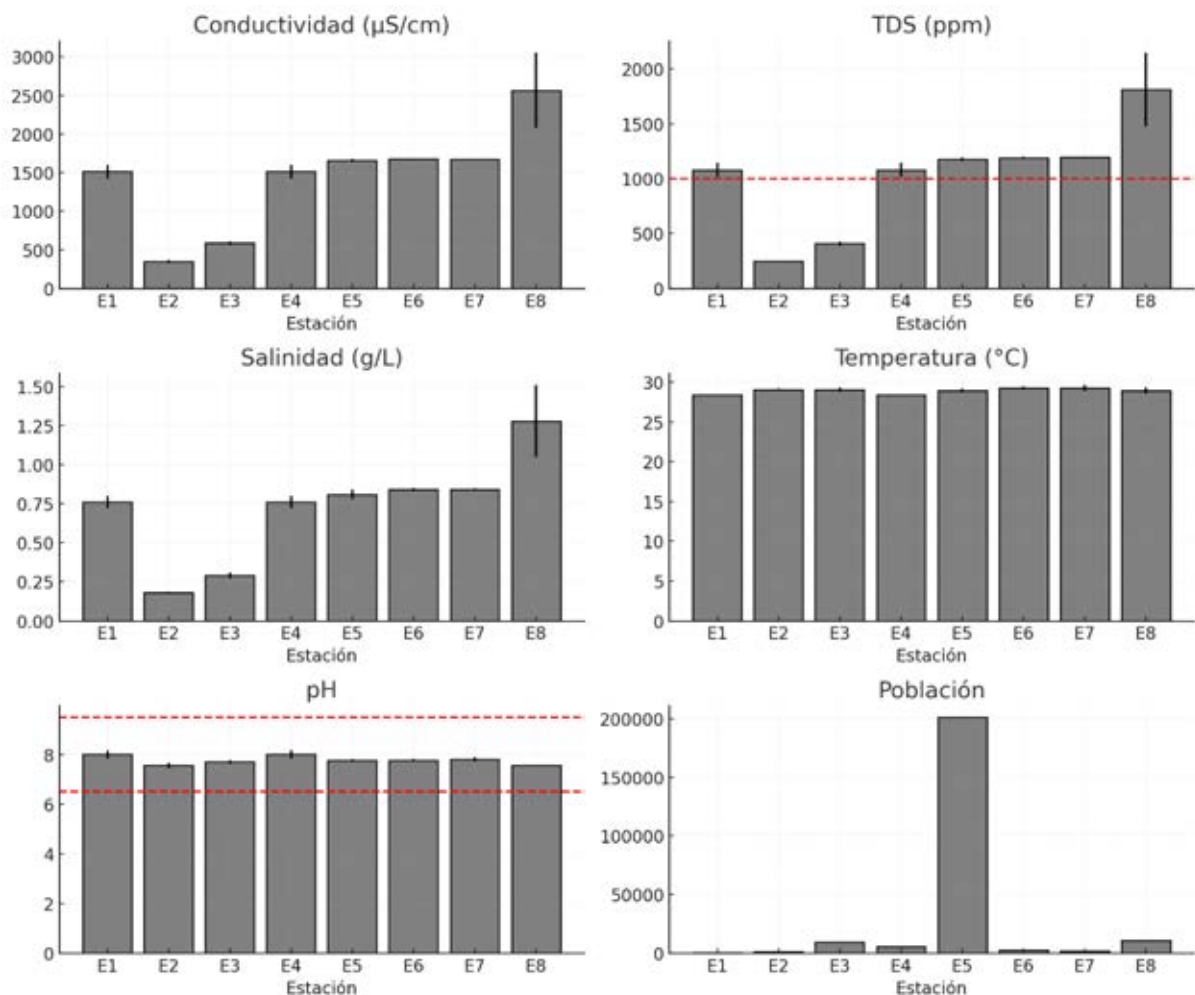 Conductividad (µS/cm)
3000
2500
2000
1500
1000
500
0
E1 E2 E3 E4 E5 E6 E7 E8
Estación
TDS (ppm)
2000
1500
1000
500
0
E1 E2 E3 E4 E5 E6 E7 E8
Estación
Salinidad (g/L)
1.50
1.25
1.00
0.75
0.50
0.25
0.00
E1 E2 E3 E4 E5 E6 E7 E8
Estación
Temperatura (°C)
30
25
20
15
10
5
0
E1 E2 E3 E4 E5 E6 E7 E8
Estación
pH
8
6
4
2
0
E1 E2 E3 E4 E5 E6 E7 E8
Estación
Población
200000
150000
100000
50000
0
E1 E2 E3 E4 E5 E6 E7 E8
Estación